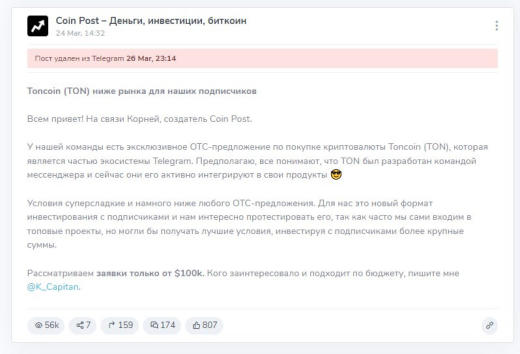 Coin Post – Деньги, инвестиции, биткоин
24 Mar, 14:32
Пост удален из Telegram 26 Mar, 23:14
Toncoin (TON) ниже рынка для наших подписчиков
Всем привет! На связи Корней, создатель Coin Post.
У нашей команды есть эксклюзивное OTC-предложение по покупке криптовалюты Toncoin (TON), которая
является частью экосистемы Telegram. Предполагаю, все понимают, что TON был разработан командой
мессенджера и сейчас они его активно интегрируют в свои продукты 😎
Условия суперсладкие и намного ниже любого OTC-предложения. Для нас это новый формат
инвестирования с подписчиками и нам интересно протестировать его, так как часто мы сами входим в
топовые проекты, но могли бы получать лучшие условия, инвестируя с подписчиками более крупные
суммы.
Рассматриваем заявки только от $100k. Кого заинтересовало и подходит по бюджету, пишите мне
@K_Capitan.
56k 7 159 174 807